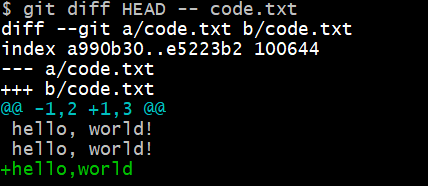 $ git diff HEAD -- code.txt
diff --git a/code.txt b/code.txt
index a990b30..e5223b2 100644
--- a/code.txt
+++ b/code.txt
@@ -1,2 +1,3 @@
 hello, world!
 hello, world!
+hello,world